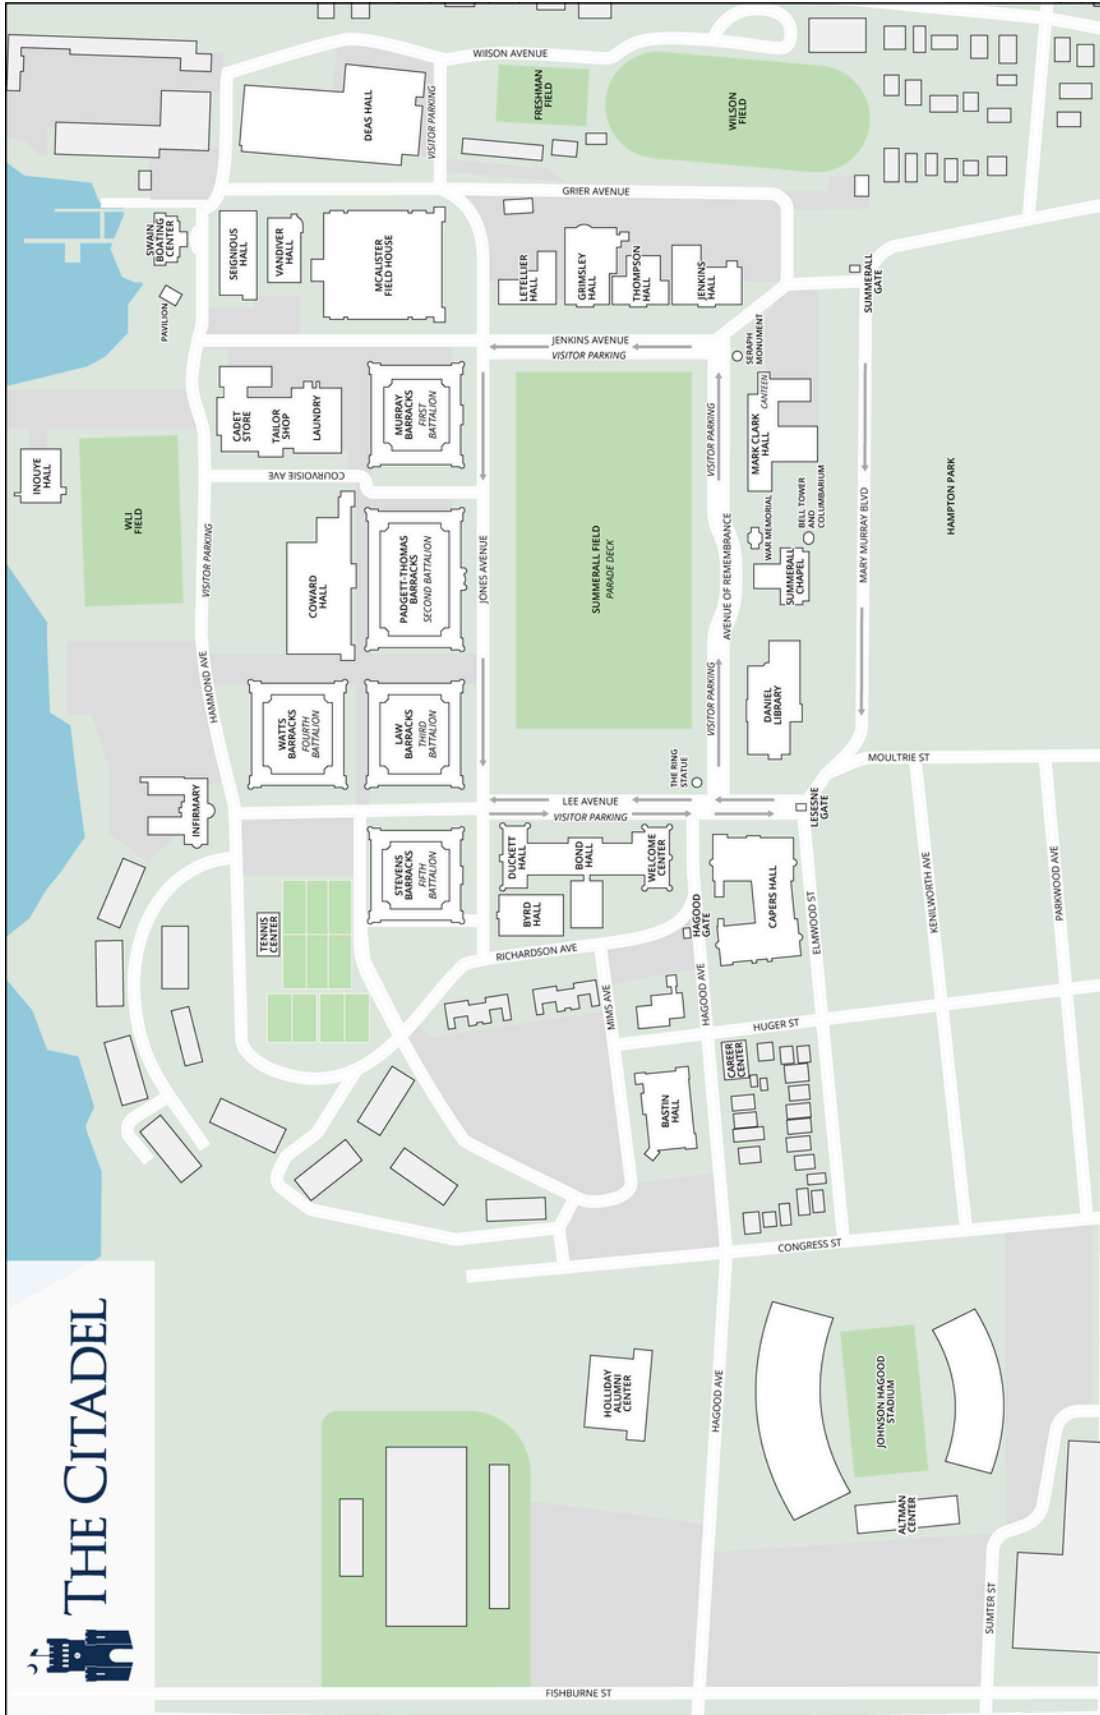 THE CITADEL
WILSON AVENUE
FRESHMAN
FIELD
WILSON
FIELD
DEAS HALL
VISITOR PARKING
GRIER AVENUE
SWAIN
BOATING
CENTER
SEIGNIOUS
HALL
VANDIVER
HALL
MCALISTER
FIELD HOUSE
LETELLIER
HALL
GRIMSLEY
HALL
THOMPSON
HALL
JENKINS
HALL
SUMMERALL
GATE
PAVILION
JENKINS AVENUE
VISITOR PARKING
SERAPH
MONUMENT
CADET
STORE
TAILOR
SHOP
LAUNDRY
MURRAY
BARRACKS
FIRST
BATTALION
MARK CLARK
HALL
CANTEEN
VISITOR PARKING
INOUYE
HALL
WLI
FIELD
COURVOISIE AVE
VISITOR PARKING
COWARD
HALL
PADGETT-THOMAS
BARRACKS
SECOND BATTALION
JONES AVENUE
SUMMERALL FIELD
PARADE DECK
AVENUE OF REMEMBRANCE
WAR MEMORIAL
BELL TOWER
AND
COLUMBARIUM
SUMMERALL
CHAPEL
MARY MURRAY BLVD
HAMPTON PARK
HAMMOND AVE
WATTS
BARRACKS
FOURTH
BATTALION
LAW
BARRACKS
THIRD
BATTALION
VISITOR PARKING
DANIEL
LIBRARY
THE RING
STATUE
MOULTRIE ST
INFIRMARY
LEE AVENUE
VISITOR PARKING
LESESNE
GATE
STEVENS
BARRACKS
FIFTH
BATTALION
DUCKETT
HALL
BOND
HALL
WELCOME
CENTER
BYRD
HALL
CAPERS HALL
HAGOOD
GATE
TENNIS
CENTER
RICHARDSON AVE
ELMWOOD ST
KENILWORTH AVE
PARKWOOD AVE
MIMS AVE
HAGOOD AVE
HUGER ST
CAREER
CENTER
BASTIN
HALL
CONGRESS ST
HOLLIDAY
ALUMNI
CENTER
HAGOOD AVE
JOHNSON HAGOOD
STADIUM
ALTMAN
CENTER
SUMTER ST
FISHBURNE ST